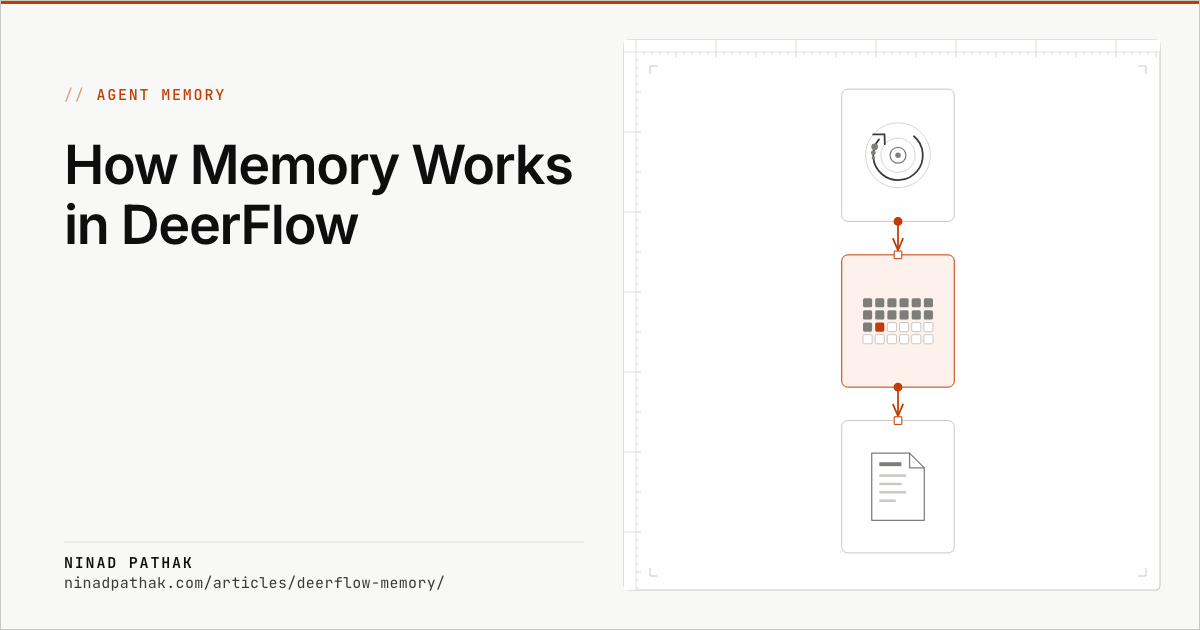 // AGENT MEMORY
How Memory Works
in DeerFlow
NINAD PATHAK
ninadpathak.com/articles/deerflow-memory/